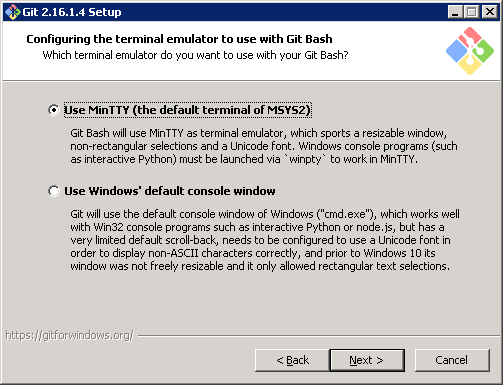 Git 2.16.1.4 Setup
Configuring the terminal emulator to use with Git Bash
Which terminal emulator do you want to use with your Git Bash?
Use MinTTY (the default terminal of MSYS2)
Git Bash will use MinTTY as terminal emulator, which sports a resizable window,
non-rectangular selections and a Unicode font. Windows console programs (such
as interactive Python) must be launched via `winpty` to work in MinTTY.
Use Windows' default console window
Git will use the default console window of Windows ("cmd.exe"), which works well
with Win32 console programs such as interactive Python or node.js, but has a
very limited default scroll-back, needs to be configured to use a Unicode font in
order to display non-ASCII characters correctly, and prior to Windows 10 its
window was not freely resizable and it only allowed rectangular text selections.
https://gitforwindows.org/
< Back
Next >
Cancel